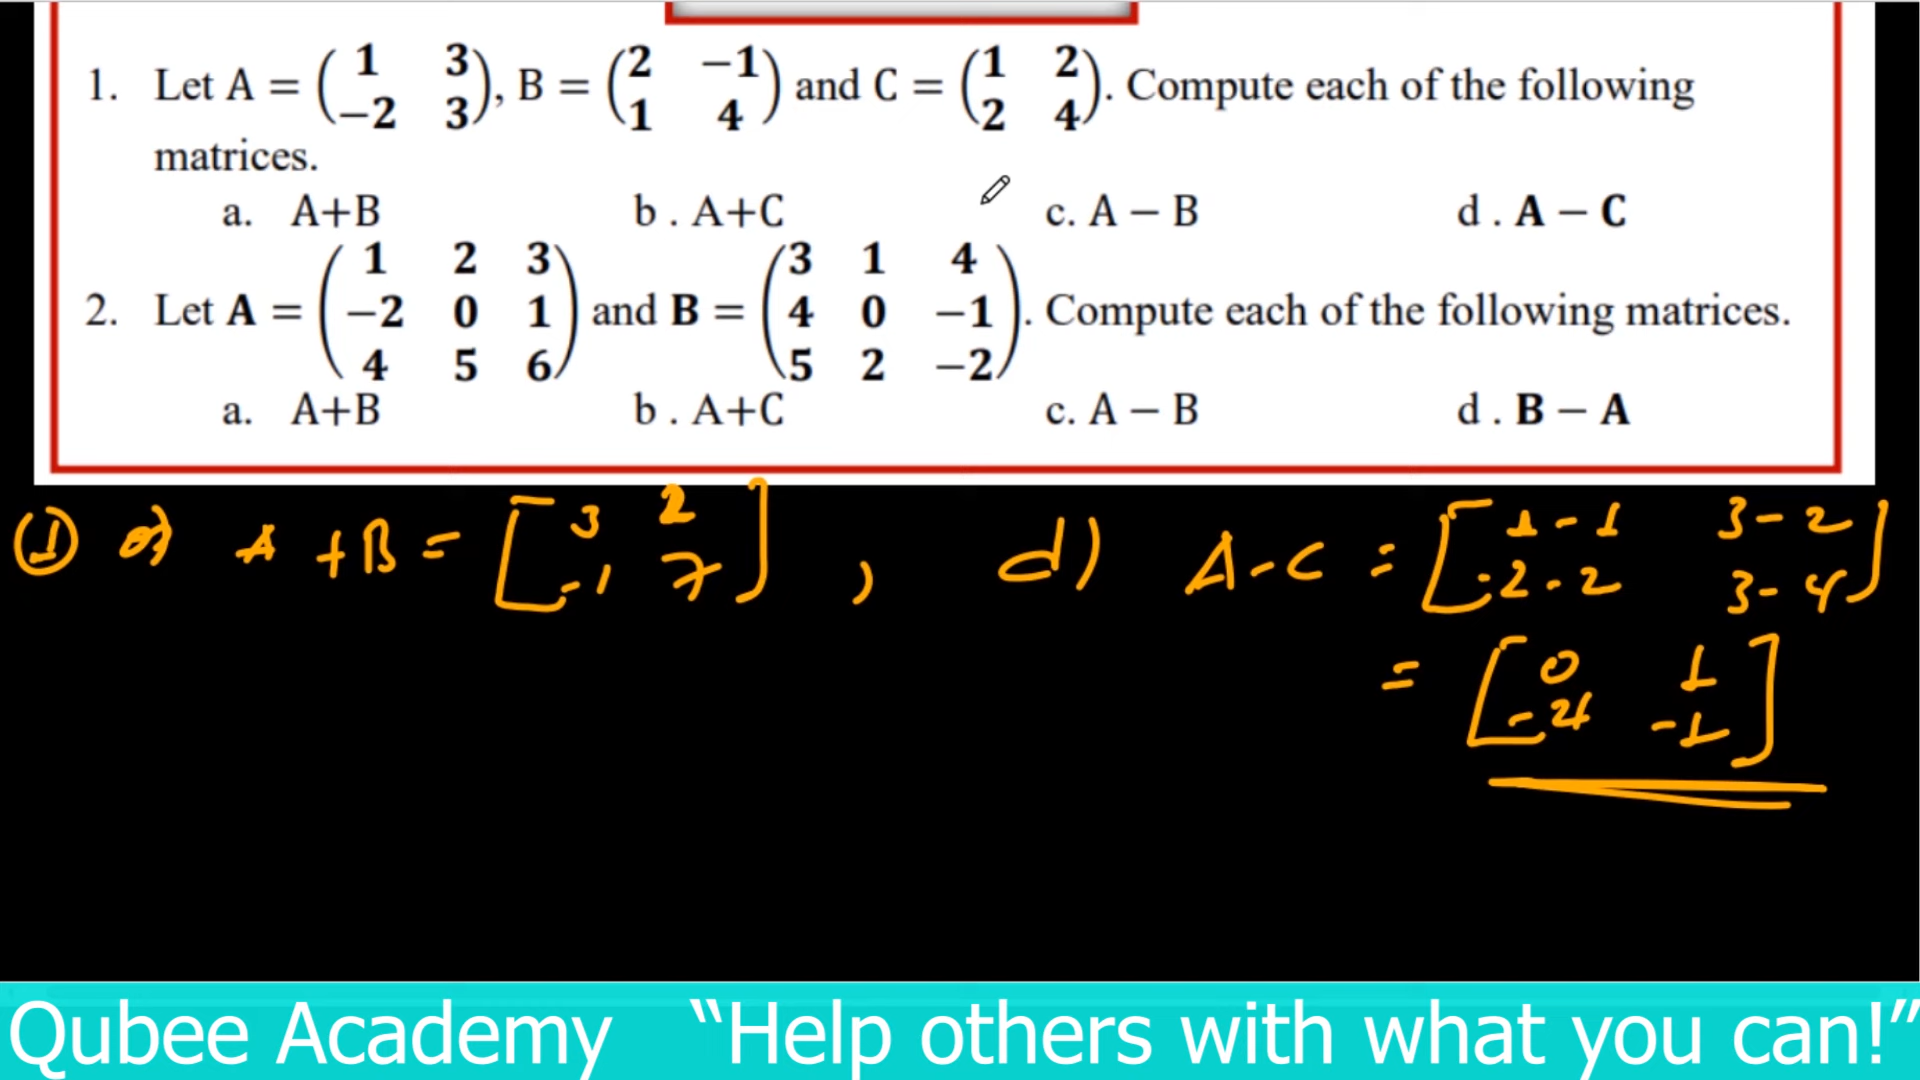 1. Let A = ( 1 3 ; −2 3 ), B = ( 2 −1 ; 1 4 ) and C = ( 1 2 ; 2 4 ). Compute each of the following
matrices.
a. A+B b . A+C c. A − B d . A − C
2. Let A = ( 1 2 3 ; −2 0 1 ; 4 5 6 ) and B = ( 3 1 4 ; 4 0 −1 ; 5 2 −2 ). Compute each of the following matrices.
a. A+B b . A+C c. A − B d . B − A
① a) A + B = [ 3 2 ; -1 7 ] , d) A - C = [ 1 - 1 3 - 2 ; -2 - 2 3 - 4 ]
= [ 0 1 ; -4 -1 ]
Qubee Academy “Help others with what you can!”